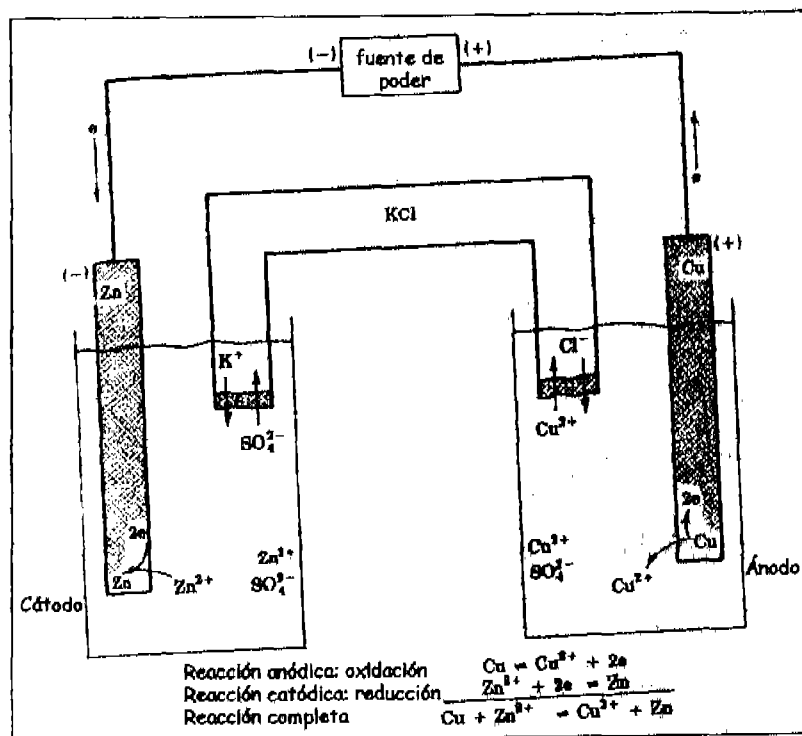 (-) fuente de poder (+)
e
e
KCl
(-)
Zn
(+)
Cu
K⁺
SO₄²⁻
Cl⁻
Cu²⁺
2e
Zn
Zn²⁺
Zn²⁺
SO₄²⁻
Cu²⁺
SO₄²⁻
2e
Cu
Cu²⁺
Cátodo
Ánodo
Reacción anódica: oxidación Cu = Cu²⁺ + 2e
Reacción catódica: reducción Zn²⁺ + 2e = Zn
Reacción completa Cu + Zn²⁺ = Cu²⁺ + Zn